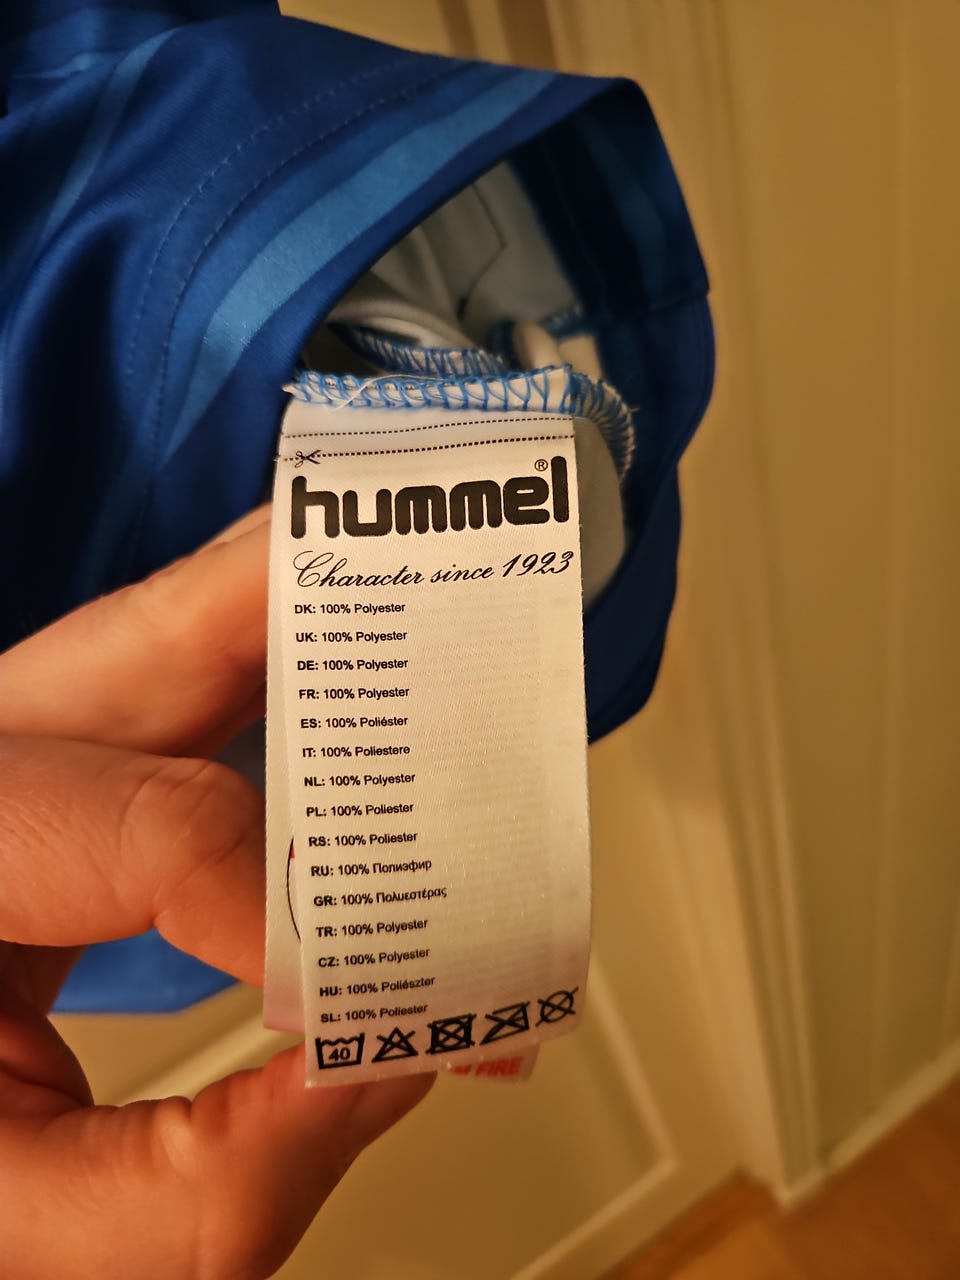 hummel®
Character since 1923
DK: 100% Polyester
UK: 100% Polyester
DE: 100% Polyester
FR: 100% Polyester
ES: 100% Poliéster
IT: 100% Poliestere
NL: 100% Polyester
PL: 100% Poliester
RS: 100% Poliester
RU: 100% Полиэфир
GR: 100% Πολυεστέρας
TR: 100% Polyester
CZ: 100% Polyester
HU: 100% Poliészter
SL: 100% Poliester
40
FIRE